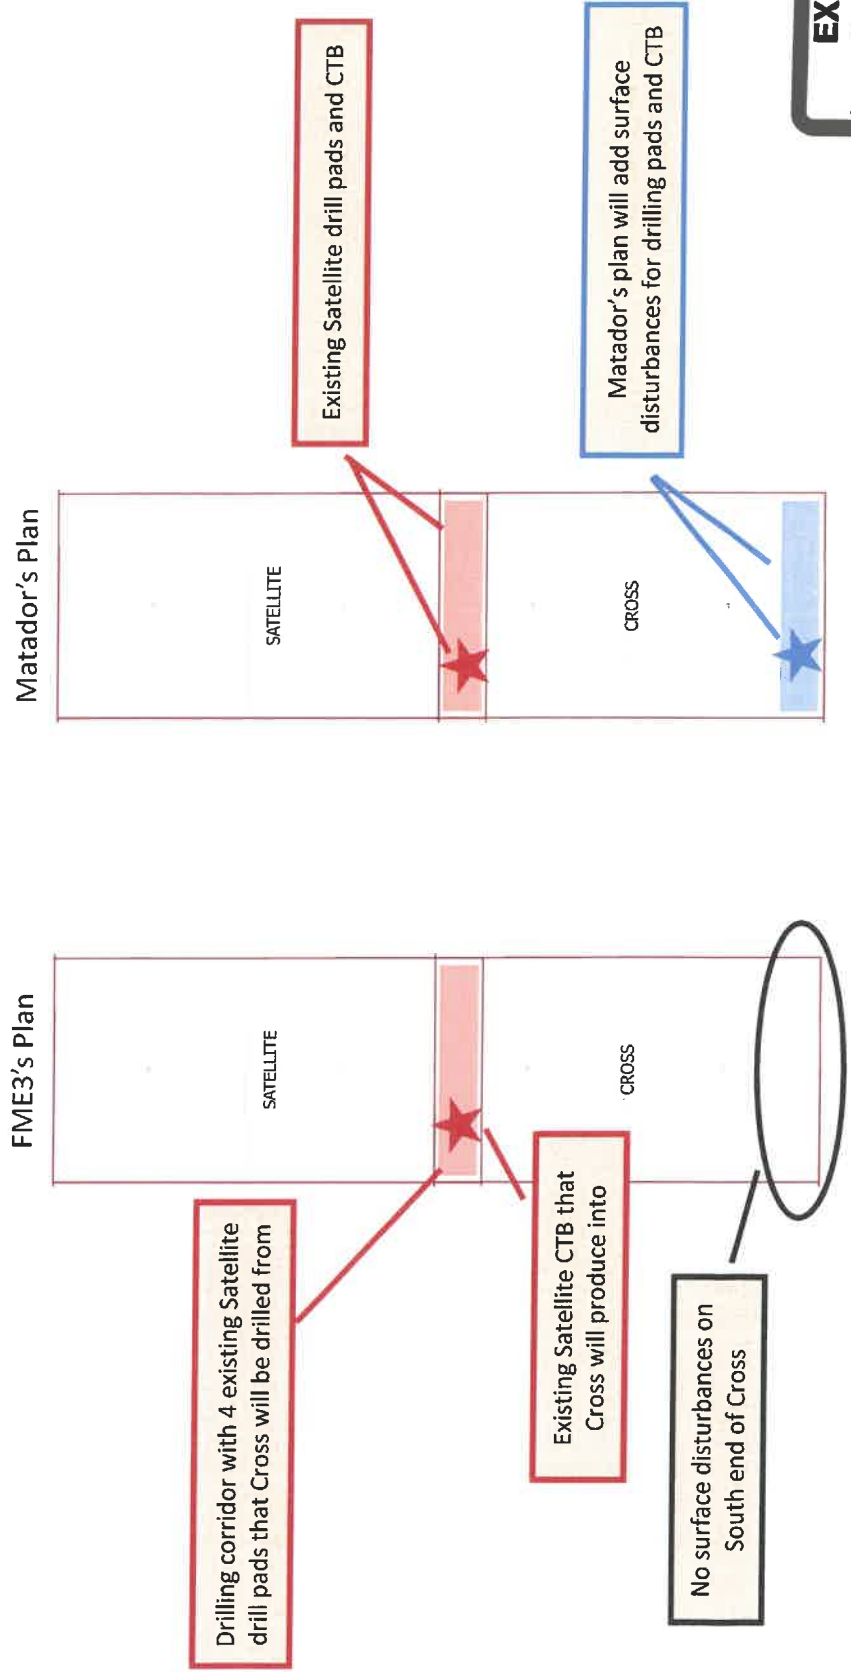 FME3's Plan
Matador's Plan
Drilling corridor with 4 existing Satellite
drill pads that Cross will be drilled from
SATELLITE
SATELLITE
Existing Satellite drill pads and CTB
Existing Satellite CTB that
Cross will produce into
CROSS
CROSS
Matador's plan will add surface
disturbances for drilling pads and CTB
No surface disturbances on
South end of Cross
EX